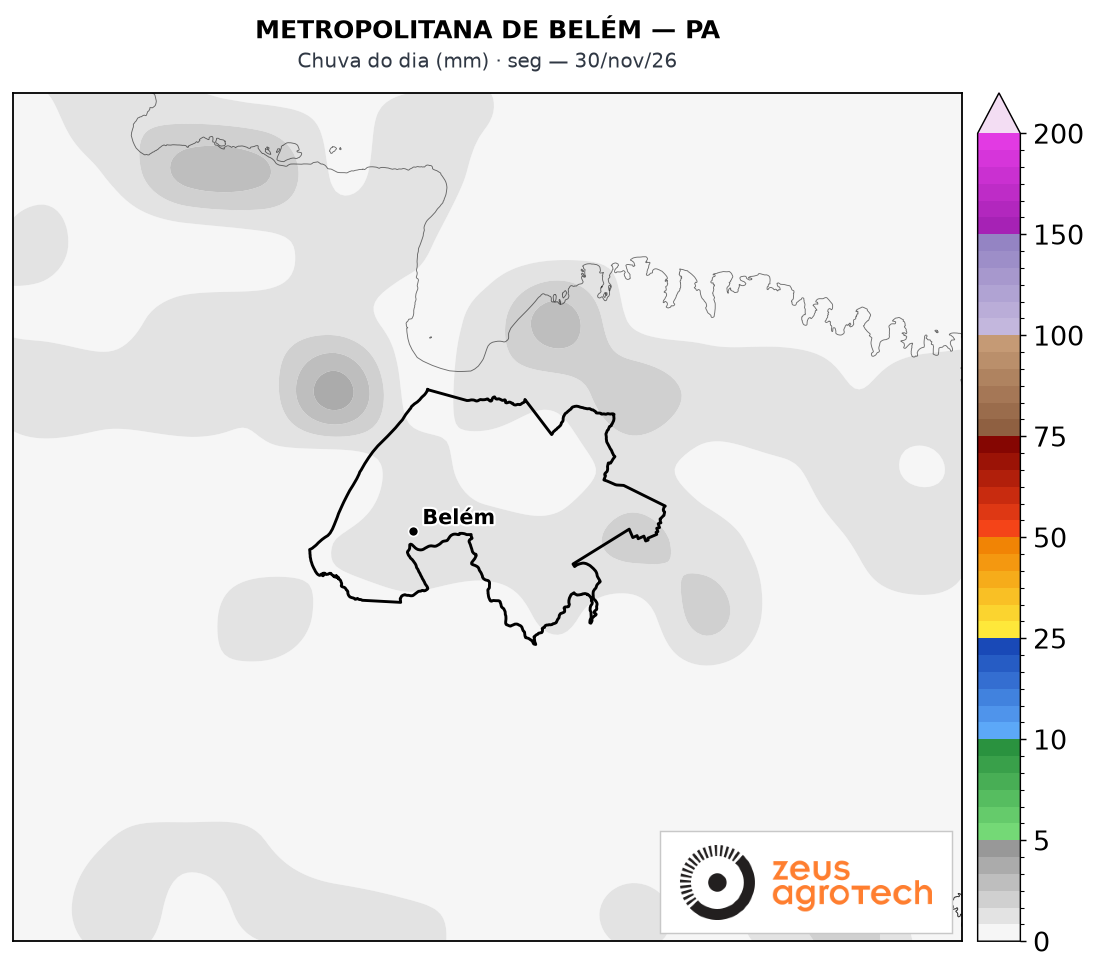 METROPOLITANA DE BELÉM — PA
Chuva do dia (mm) · seg — 30/nov/26
200
150
100
75
50
25
10
5
0
Belém
zeus
agrotech